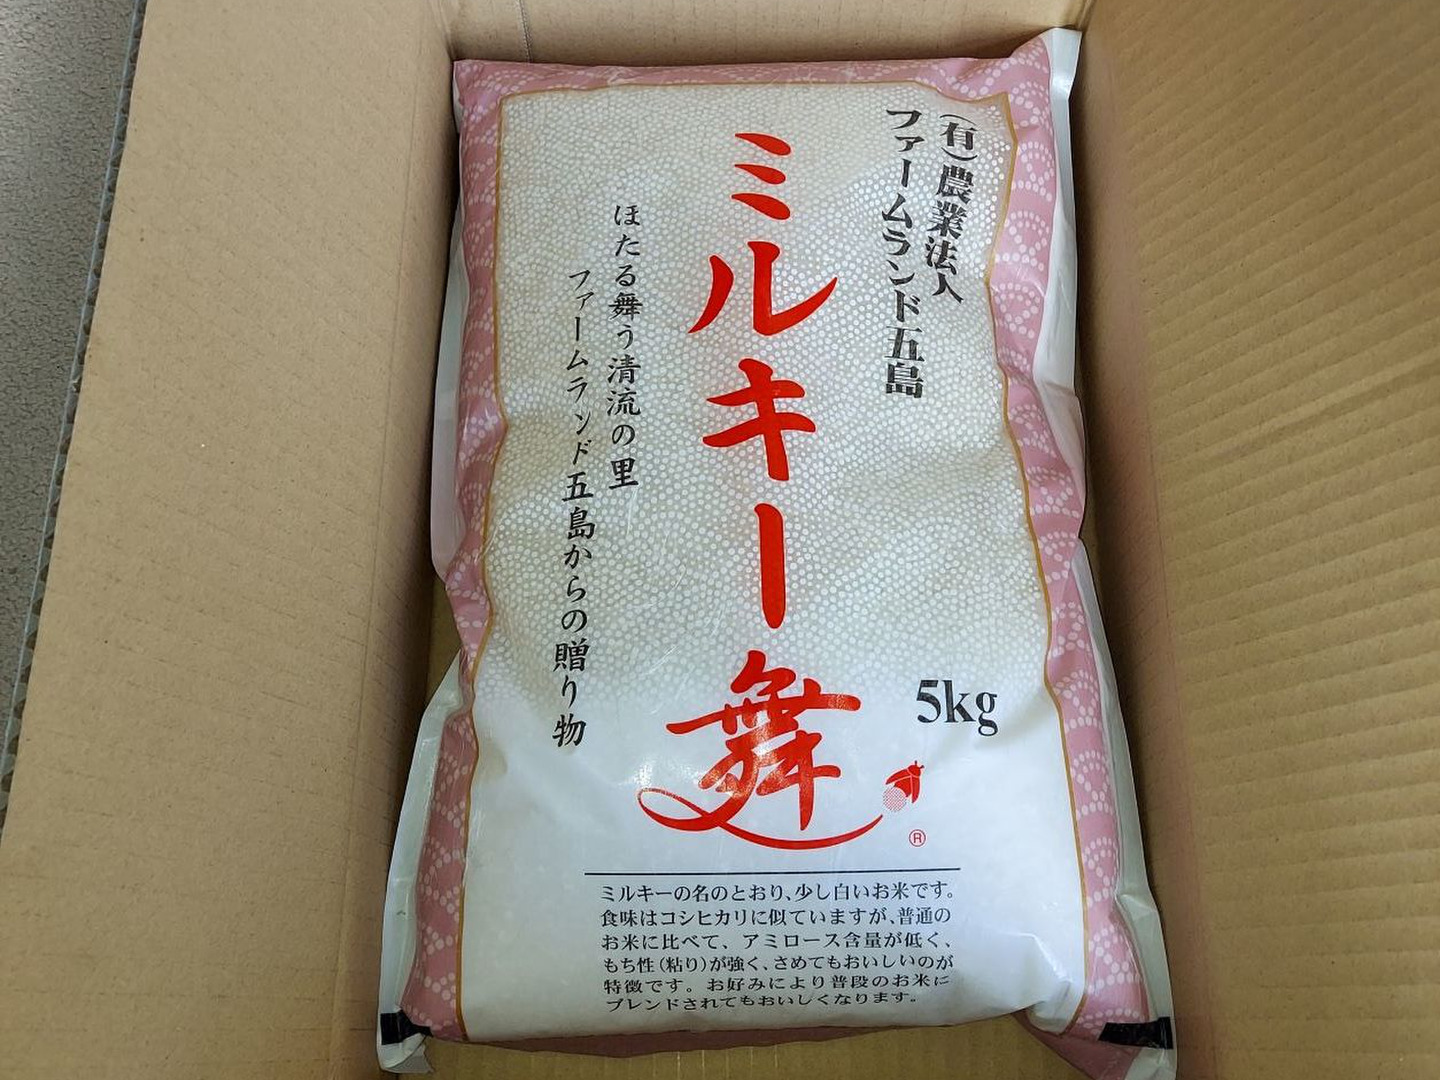 (有)農業法人
ファームランド五島
ミルキー舞
ほたる舞う清流の里
ファームランド五島からの贈り物
5kg
®
ミルキーの名のとおり、少し白いお米です。
食味はコシヒカリに似ていますが、普通の
お米に比べて、アミロース含量が低く、
もち性(粘り)が強く、さめてもおいしいのが
特徴です。お好みにより普段のお米に
ブレンドされてもおいしくなります。